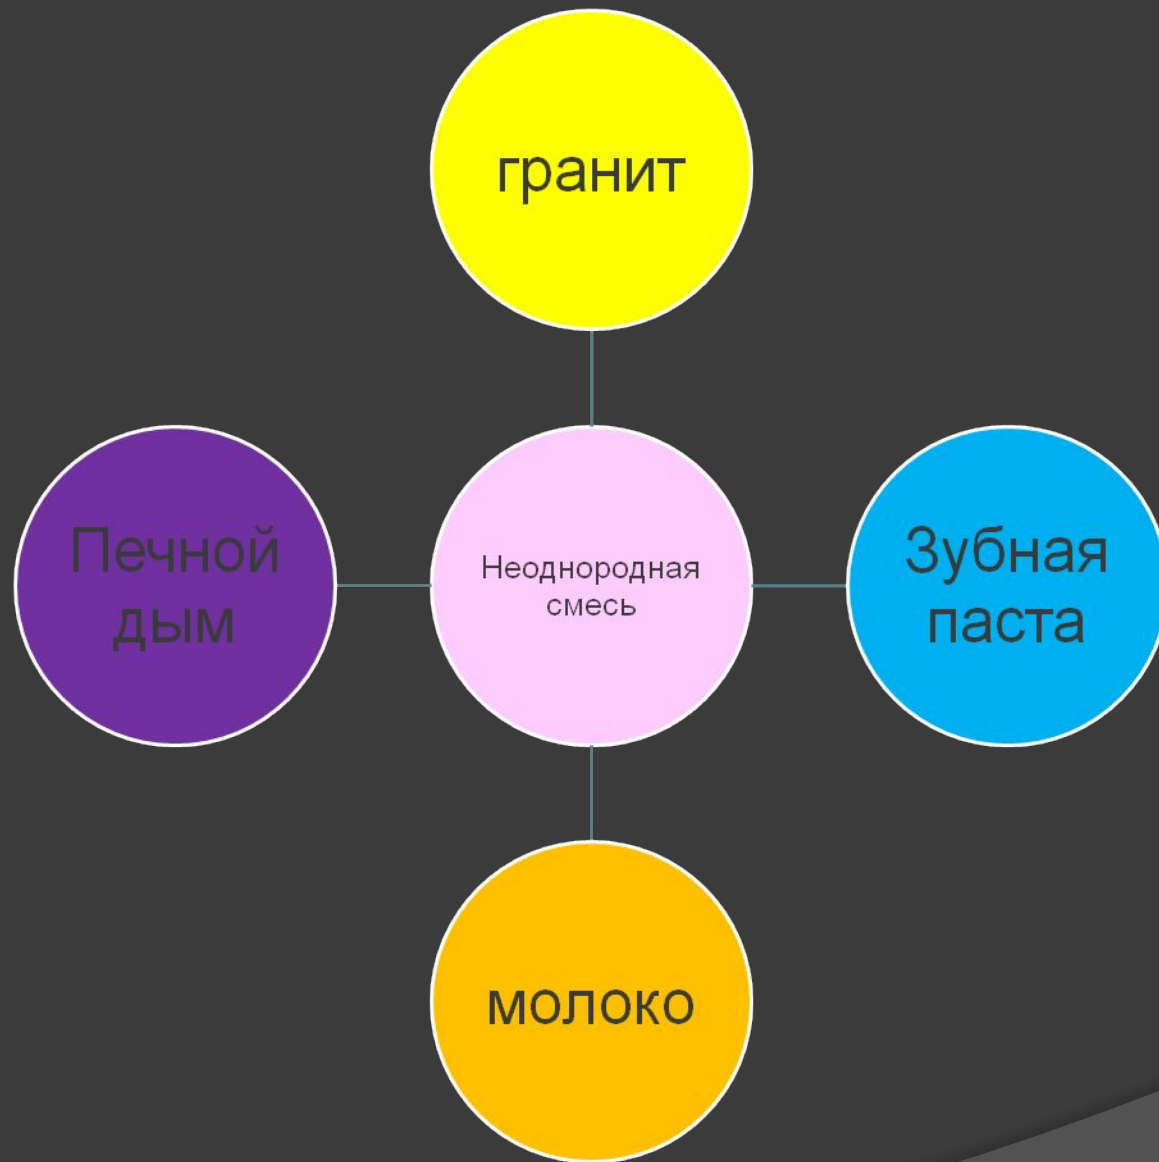 гранит
Печной
дым
Неоднородная
смесь
Зубная
паста
молоко